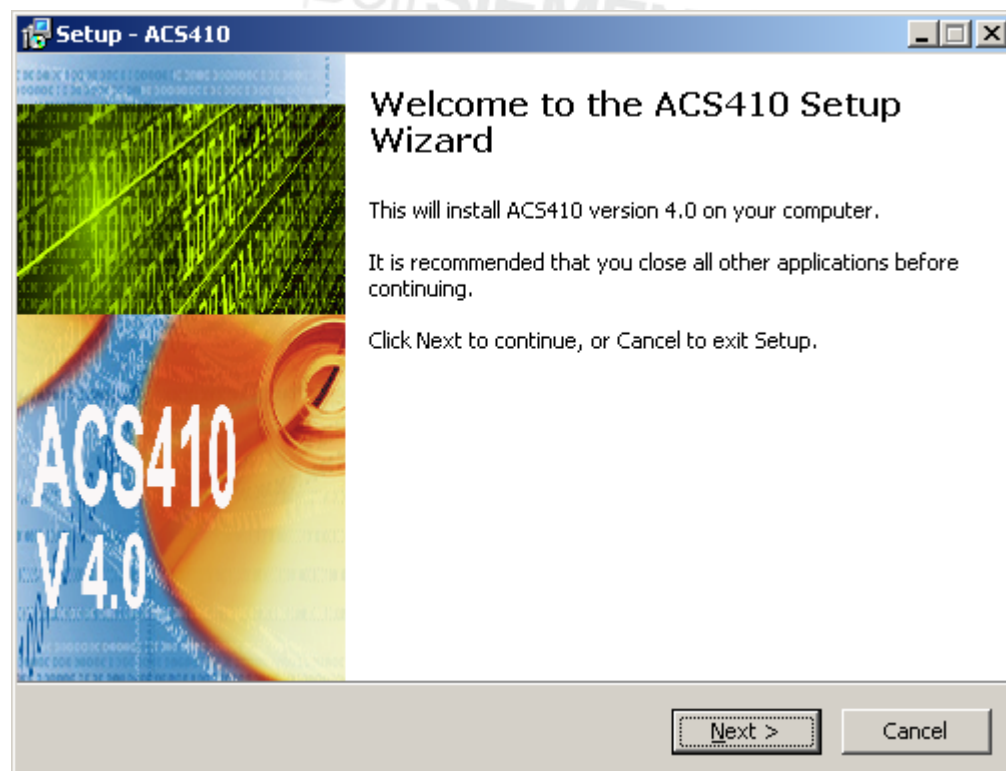 Setup - ACS410
Welcome to the ACS410 Setup
Wizard
This will install ACS410 version 4.0 on your computer.
It is recommended that you close all other applications before
continuing.
Click Next to continue, or Cancel to exit Setup.
ACS410
V 4.0
Next >
Cancel